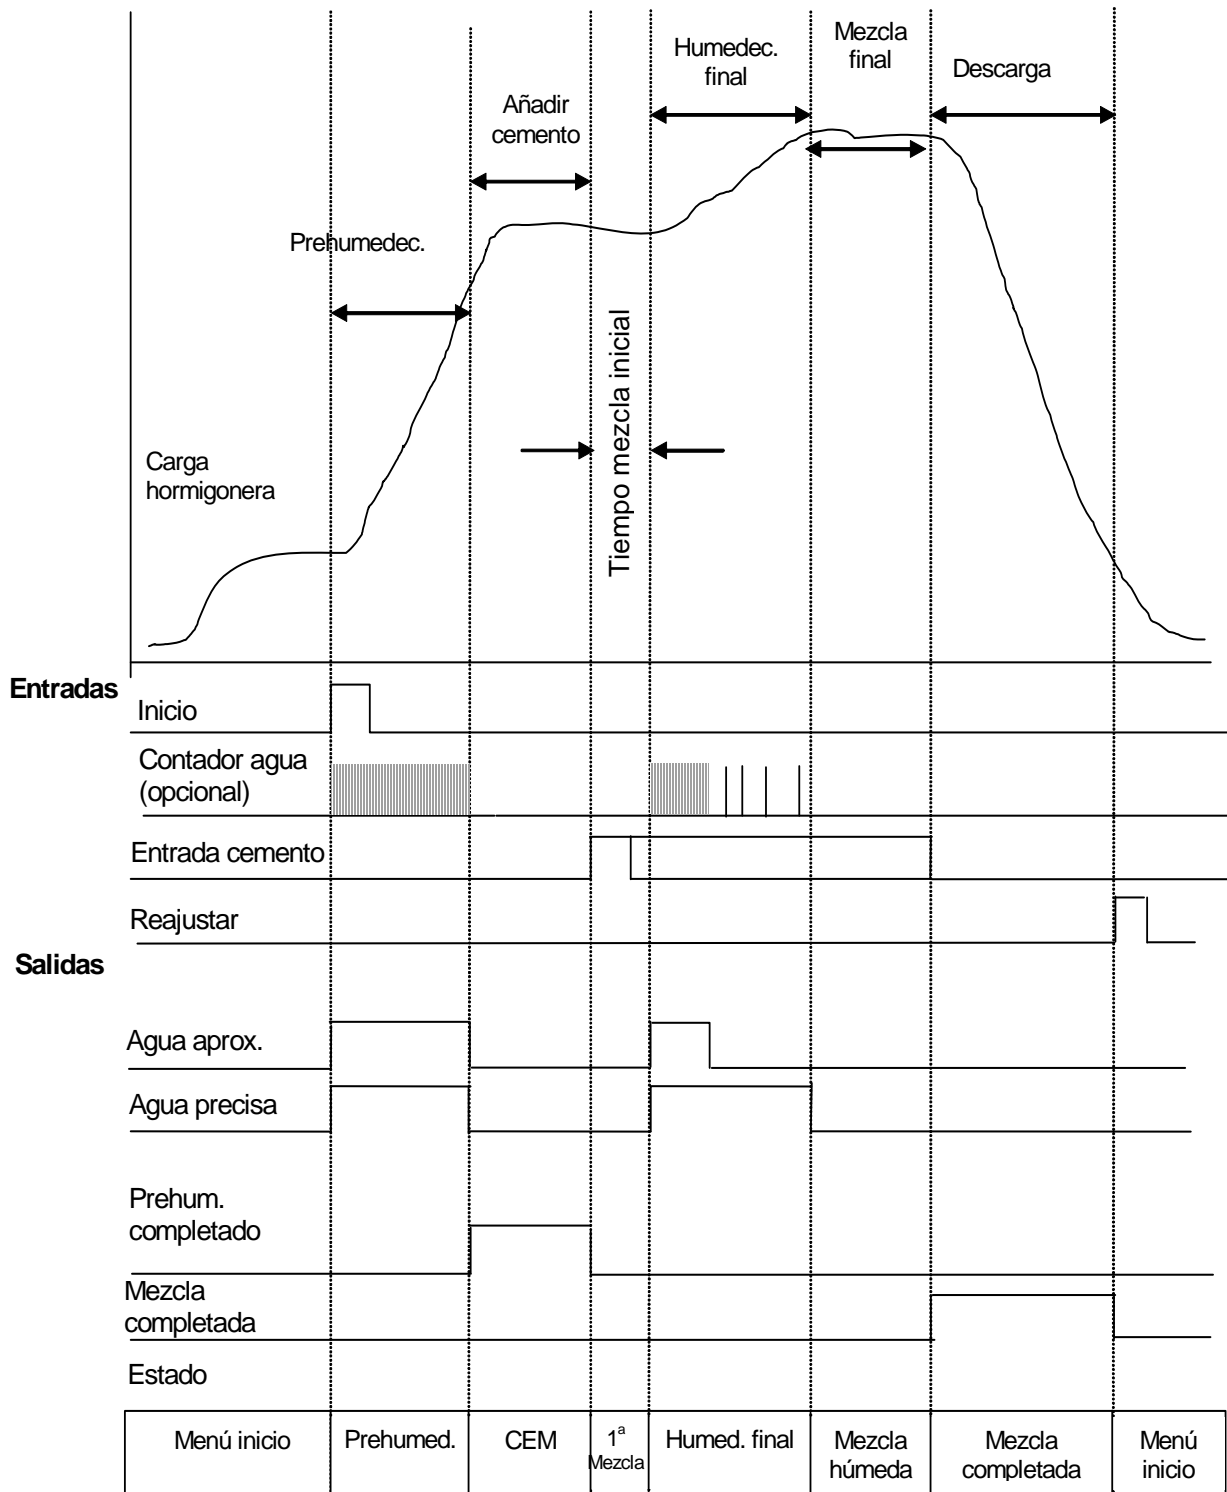 Humedec.
final
Mezcla
final
Descarga
Añadir
cemento
Prehumedec.
Tiempo mezcla inicial
Carga
hormigonera
Entradas
Inicio
Contador agua
(opcional)
Entrada cemento
Reajustar
Salidas
Agua aprox.
Agua precisa
Prehum.
completado
Mezcla
completada
Estado
Menú inicio
Prehumed.
CEM
1ª
Mezcla
Humed. final
Mezcla
húmeda
Mezcla
completada
Menú
inicio